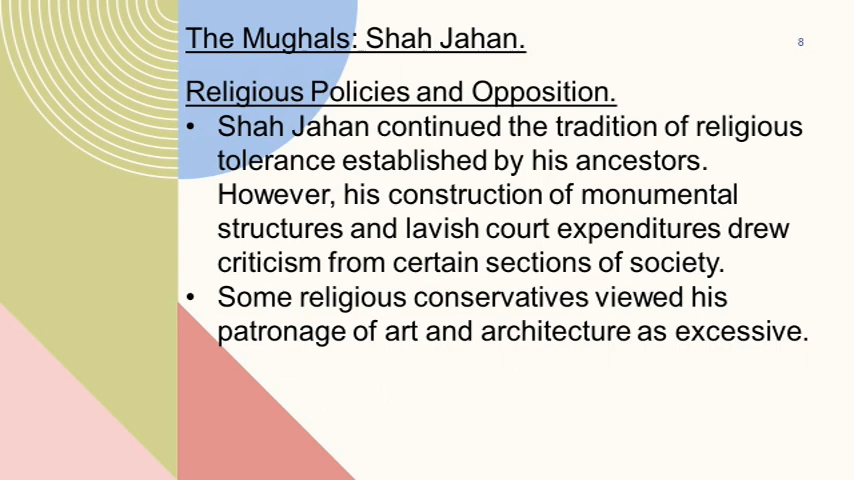 The Mughals: Shah Jahan.
8
Religious Policies and Opposition.
• Shah Jahan continued the tradition of religious
tolerance established by his ancestors.
However, his construction of monumental
structures and lavish court expenditures drew
criticism from certain sections of society.
• Some religious conservatives viewed his
patronage of art and architecture as excessive.